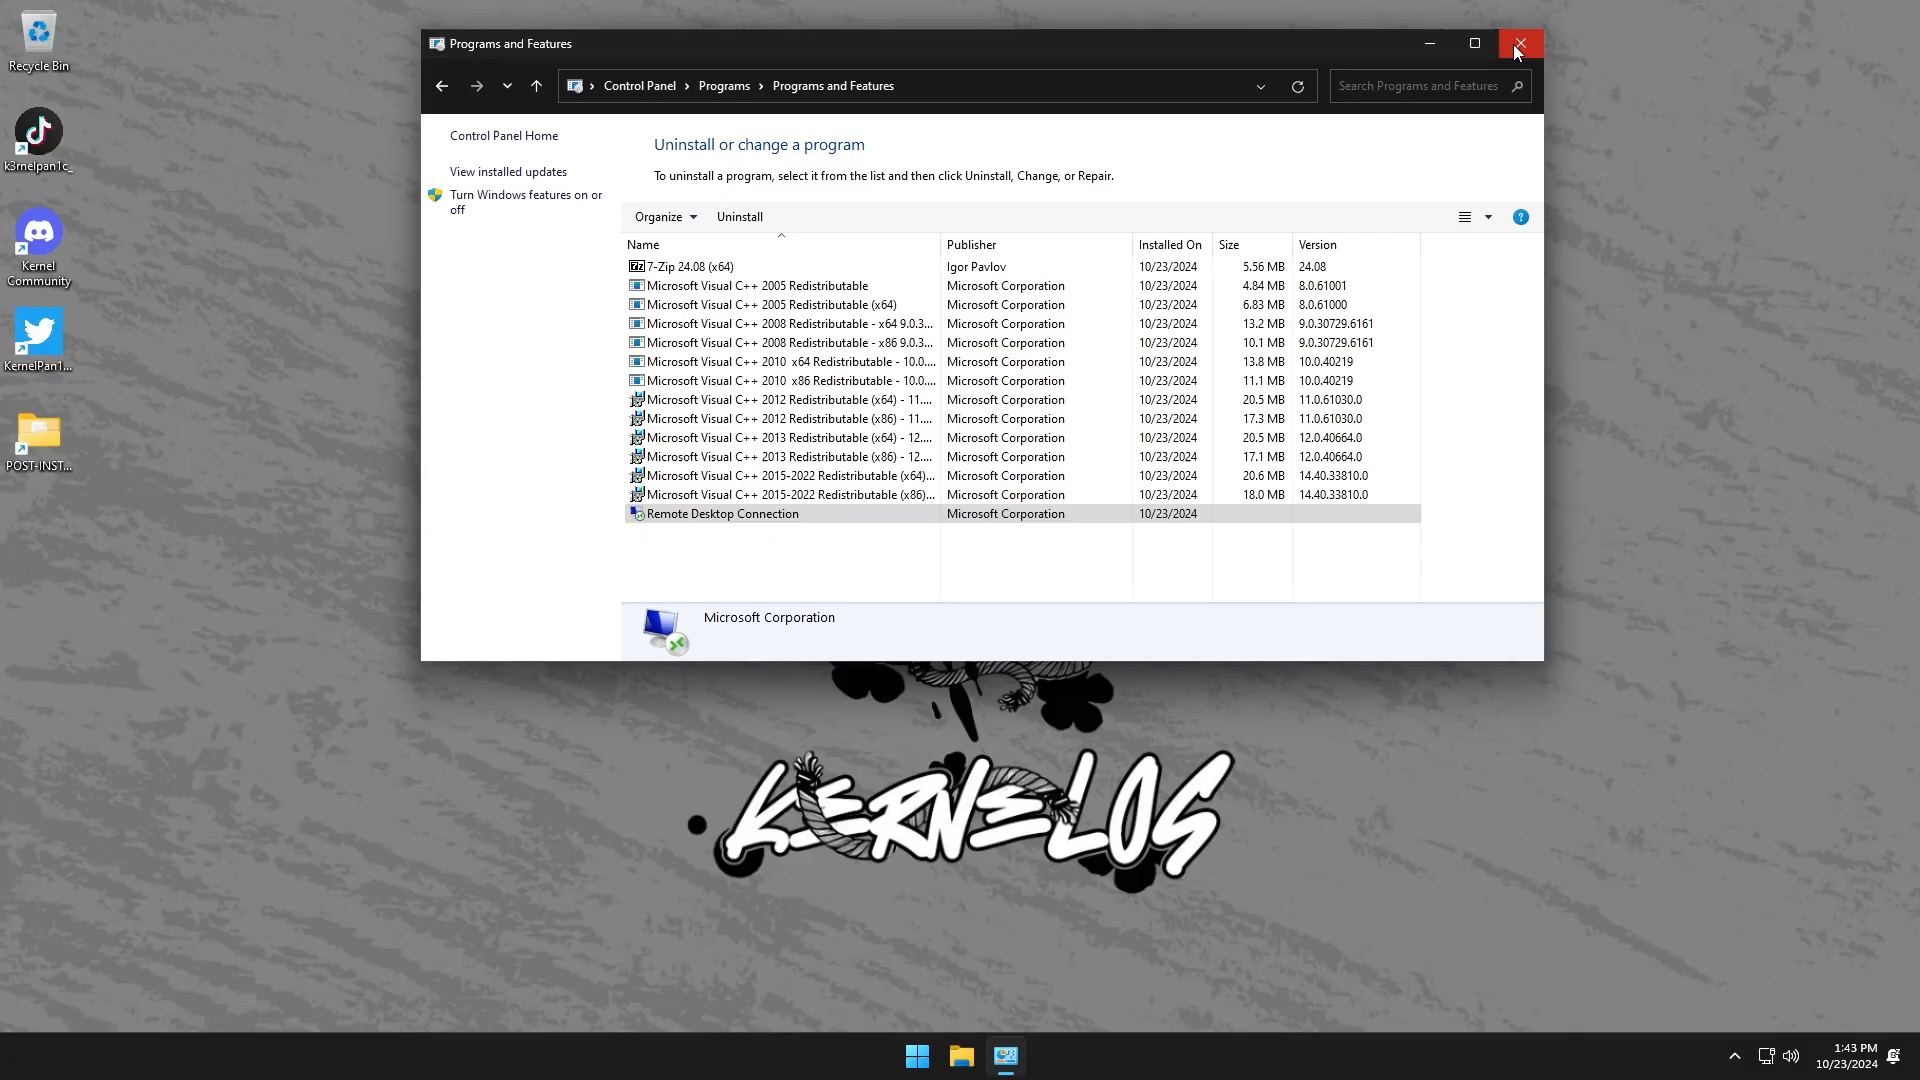 Recycle Bin
k3rnelpan1c_
Kernel
Community
KernelPan1...
POST-INST...
Programs and Features
Control Panel > Programs > Programs and Features
Search Programs and Features
Control Panel Home
View installed updates
Turn Windows features on or
off
Uninstall or change a program
To uninstall a program, select it from the list and then click Uninstall, Change, or Repair.
Organize Uninstall
Name Publisher Installed On Size Version
7-Zip 24.08 (x64) Igor Pavlov 10/23/2024 5.56 MB 24.08
Microsoft Visual C++ 2005 Redistributable Microsoft Corporation 10/23/2024 4.84 MB 8.0.61001
Microsoft Visual C++ 2005 Redistributable (x64) Microsoft Corporation 10/23/2024 6.83 MB 8.0.61000
Microsoft Visual C++ 2008 Redistributable - x64 9.0.3... Microsoft Corporation 10/23/2024 13.2 MB 9.0.30729.6161
Microsoft Visual C++ 2008 Redistributable - x86 9.0.3... Microsoft Corporation 10/23/2024 10.1 MB 9.0.30729.6161
Microsoft Visual C++ 2010 x64 Redistributable - 10.0.... Microsoft Corporation 10/23/2024 13.8 MB 10.0.40219
Microsoft Visual C++ 2010 x86 Redistributable - 10.0.... Microsoft Corporation 10/23/2024 11.1 MB 10.0.40219
Microsoft Visual C++ 2012 Redistributable (x64) - 11.... Microsoft Corporation 10/23/2024 20.5 MB 11.0.61030.0
Microsoft Visual C++ 2012 Redistributable (x86) - 11.... Microsoft Corporation 10/23/2024 17.3 MB 11.0.61030.0
Microsoft Visual C++ 2013 Redistributable (x64) - 12.... Microsoft Corporation 10/23/2024 20.5 MB 12.0.40664.0
Microsoft Visual C++ 2013 Redistributable (x86) - 12.... Microsoft Corporation 10/23/2024 17.1 MB 12.0.40664.0
Microsoft Visual C++ 2015-2022 Redistributable (x64)... Microsoft Corporation 10/23/2024 20.6 MB 14.40.33810.0
Microsoft Visual C++ 2015-2022 Redistributable (x86)... Microsoft Corporation 10/23/2024 18.0 MB 14.40.33810.0
Remote Desktop Connection Microsoft Corporation 10/23/2024
Microsoft Corporation
KERNELOS
1:43 PM
10/23/2024